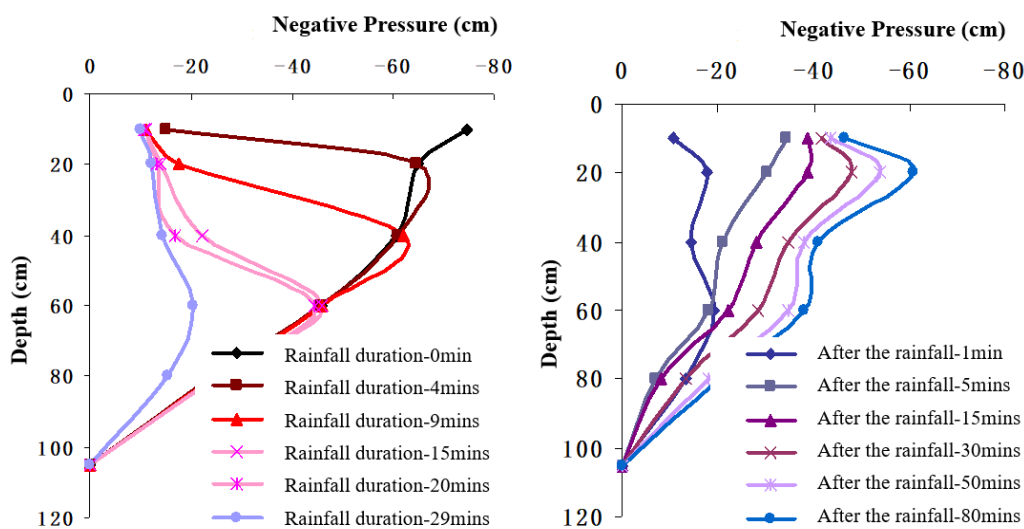 Negative Pressure (cm)
0 −20 −40 −60 −80
0
20
40
60
80
100
120
Depth (cm)
Rainfall duration-0min
Rainfall duration-4mins
Rainfall duration-9mins
Rainfall duration-15mins
Rainfall duration-20mins
Rainfall duration-29mins
Negative Pressure (cm)
0 −20 −40 −60 −80
0
20
40
60
80
100
120
Depth (cm)
After the rainfall-1min
After the rainfall-5mins
After the rainfall-15mins
After the rainfall-30mins
After the rainfall-50mins
After the rainfall-80mins